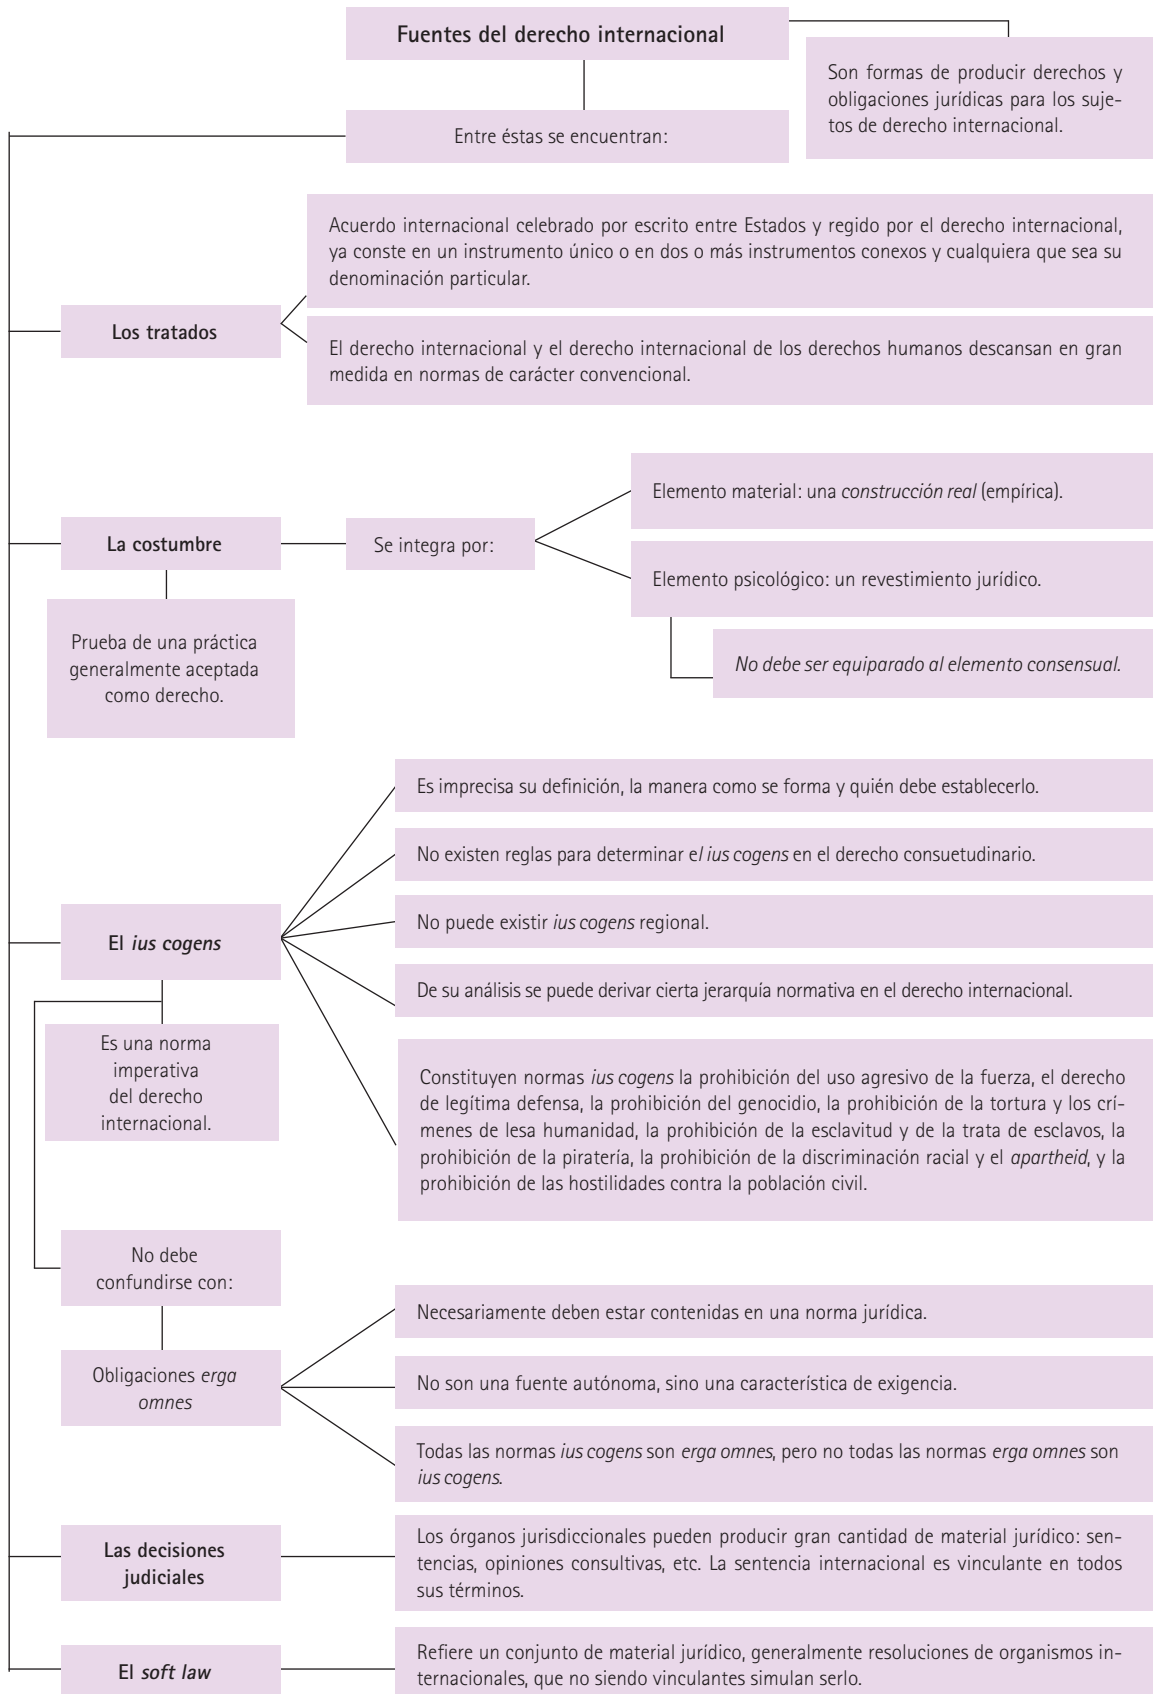 Fuentes del derecho internacional
Son formas de producir derechos y
obligaciones jurídicas para los suje-
tos de derecho internacional.
Entre éstas se encuentran:
Los tratados
Acuerdo internacional celebrado por escrito entre Estados y regido por el derecho internacional,
ya conste en un instrumento único o en dos o más instrumentos conexos y cualquiera que sea su
denominación particular.
El derecho internacional y el derecho internacional de los derechos humanos descansan en gran
medida en normas de carácter convencional.
La costumbre
Prueba de una práctica
generalmente aceptada
como derecho.
Se integra por:
Elemento material: una construcción real (empírica).
Elemento psicológico: un revestimiento jurídico.
No debe ser equiparado al elemento consensual.
El ius cogens
Es una norma
imperativa
del derecho
internacional.
Es imprecisa su definición, la manera como se forma y quién debe establecerlo.
No existen reglas para determinar el ius cogens en el derecho consuetudinario.
No puede existir ius cogens regional.
De su análisis se puede derivar cierta jerarquía normativa en el derecho internacional.
Constituyen normas ius cogens la prohibición del uso agresivo de la fuerza, el derecho
de legítima defensa, la prohibición del genocidio, la prohibición de la tortura y los crí-
menes de lesa humanidad, la prohibición de la esclavitud y de la trata de esclavos, la
prohibición de la piratería, la prohibición de la discriminación racial y el apartheid, y la
prohibición de las hostilidades contra la población civil.
No debe
confundirse con:
Obligaciones erga
omnes
Necesariamente deben estar contenidas en una norma jurídica.
No son una fuente autónoma, sino una característica de exigencia.
Todas las normas ius cogens son erga omnes, pero no todas las normas erga omnes son
ius cogens.
Las decisiones
judiciales
Los órganos jurisdiccionales pueden producir gran cantidad de material jurídico: sen-
tencias, opiniones consultivas, etc. La sentencia internacional es vinculante en todos
sus términos.
El soft law
Refiere un conjunto de material jurídico, generalmente resoluciones de organismos in-
ternacionales, que no siendo vinculantes simulan serlo.